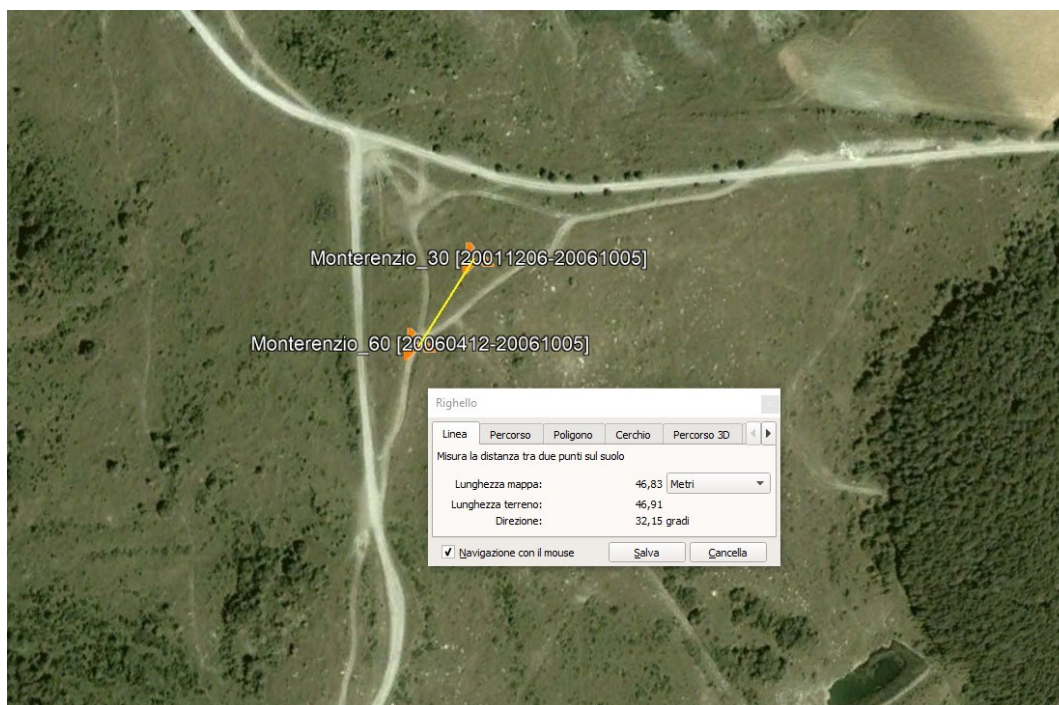 Monterenzio_30 [20011206-20061005]
Monterenzio_60 [20060412-20061005]
Righello
Linea Percorso Poligono Cerchio Percorso 3D
Misura la distanza tra due punti sul suolo
Lunghezza mappa: 46,83 Metri
Lunghezza terreno: 46,91
Direzione: 32,15 gradi
Navigazione con il mouse Salva Cancella